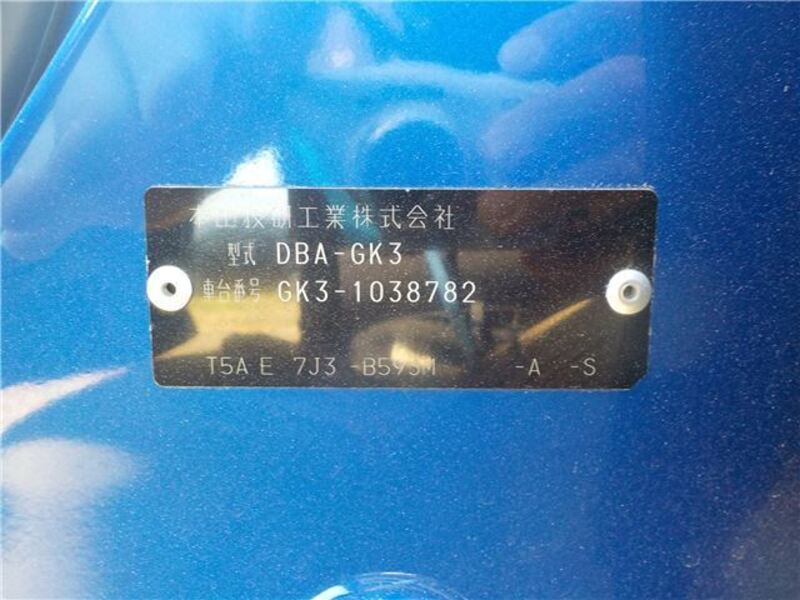 本田技研工業株式会社
型式 DBA-GK3
車台番号 GK3-1038782
T5A E 7J3 -B593M -A -S